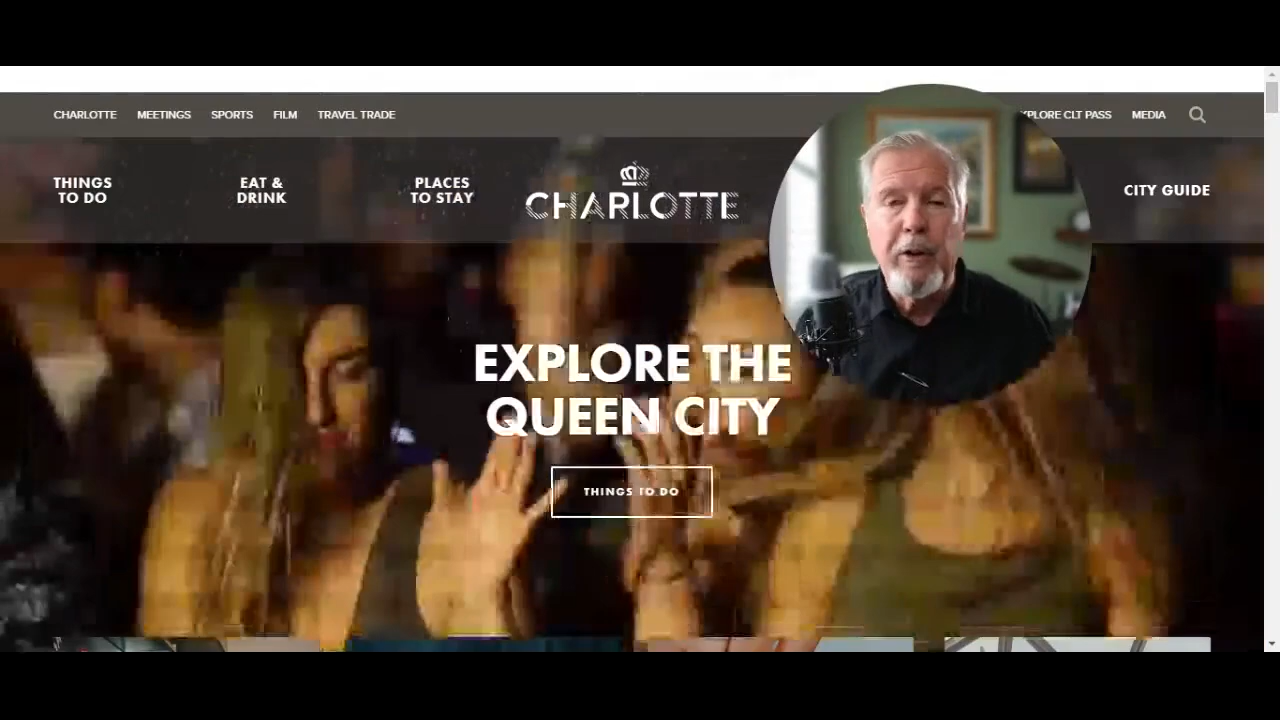 CHARLOTTE MEETINGS SPORTS FILM TRAVEL TRADE
XPLORE CLT PASS MEDIA
THINGS
TO DO
EAT &
DRINK
PLACES
TO STAY
CHARLOTTE
CITY GUIDE
EXPLORE THE
QUEEN CITY
THINGS TO DO